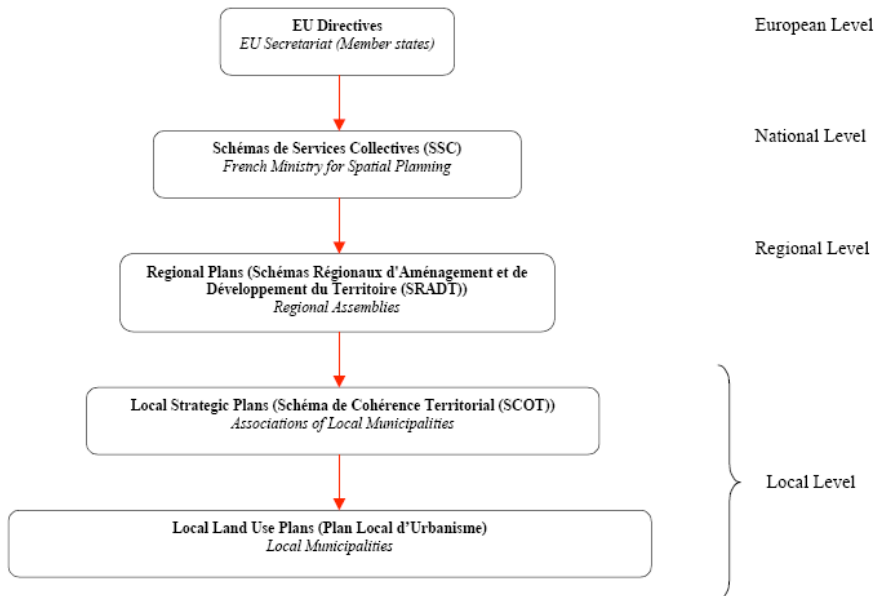 EU Directives
EU Secretariat (Member states)
European Level
Schémas de Services Collectives (SSC)
French Ministry for Spatial Planning
National Level
Regional Plans (Schémas Régionaux d'Aménagement et de
Développement du Territoire (SRADT))
Regional Assemblies
Regional Level
Local Strategic Plans (Schéma de Cohérence Territorial (SCOT))
Associations of Local Municipalities
Local Land Use Plans (Plan Local d’Urbanisme)
Local Municipalities
Local Level